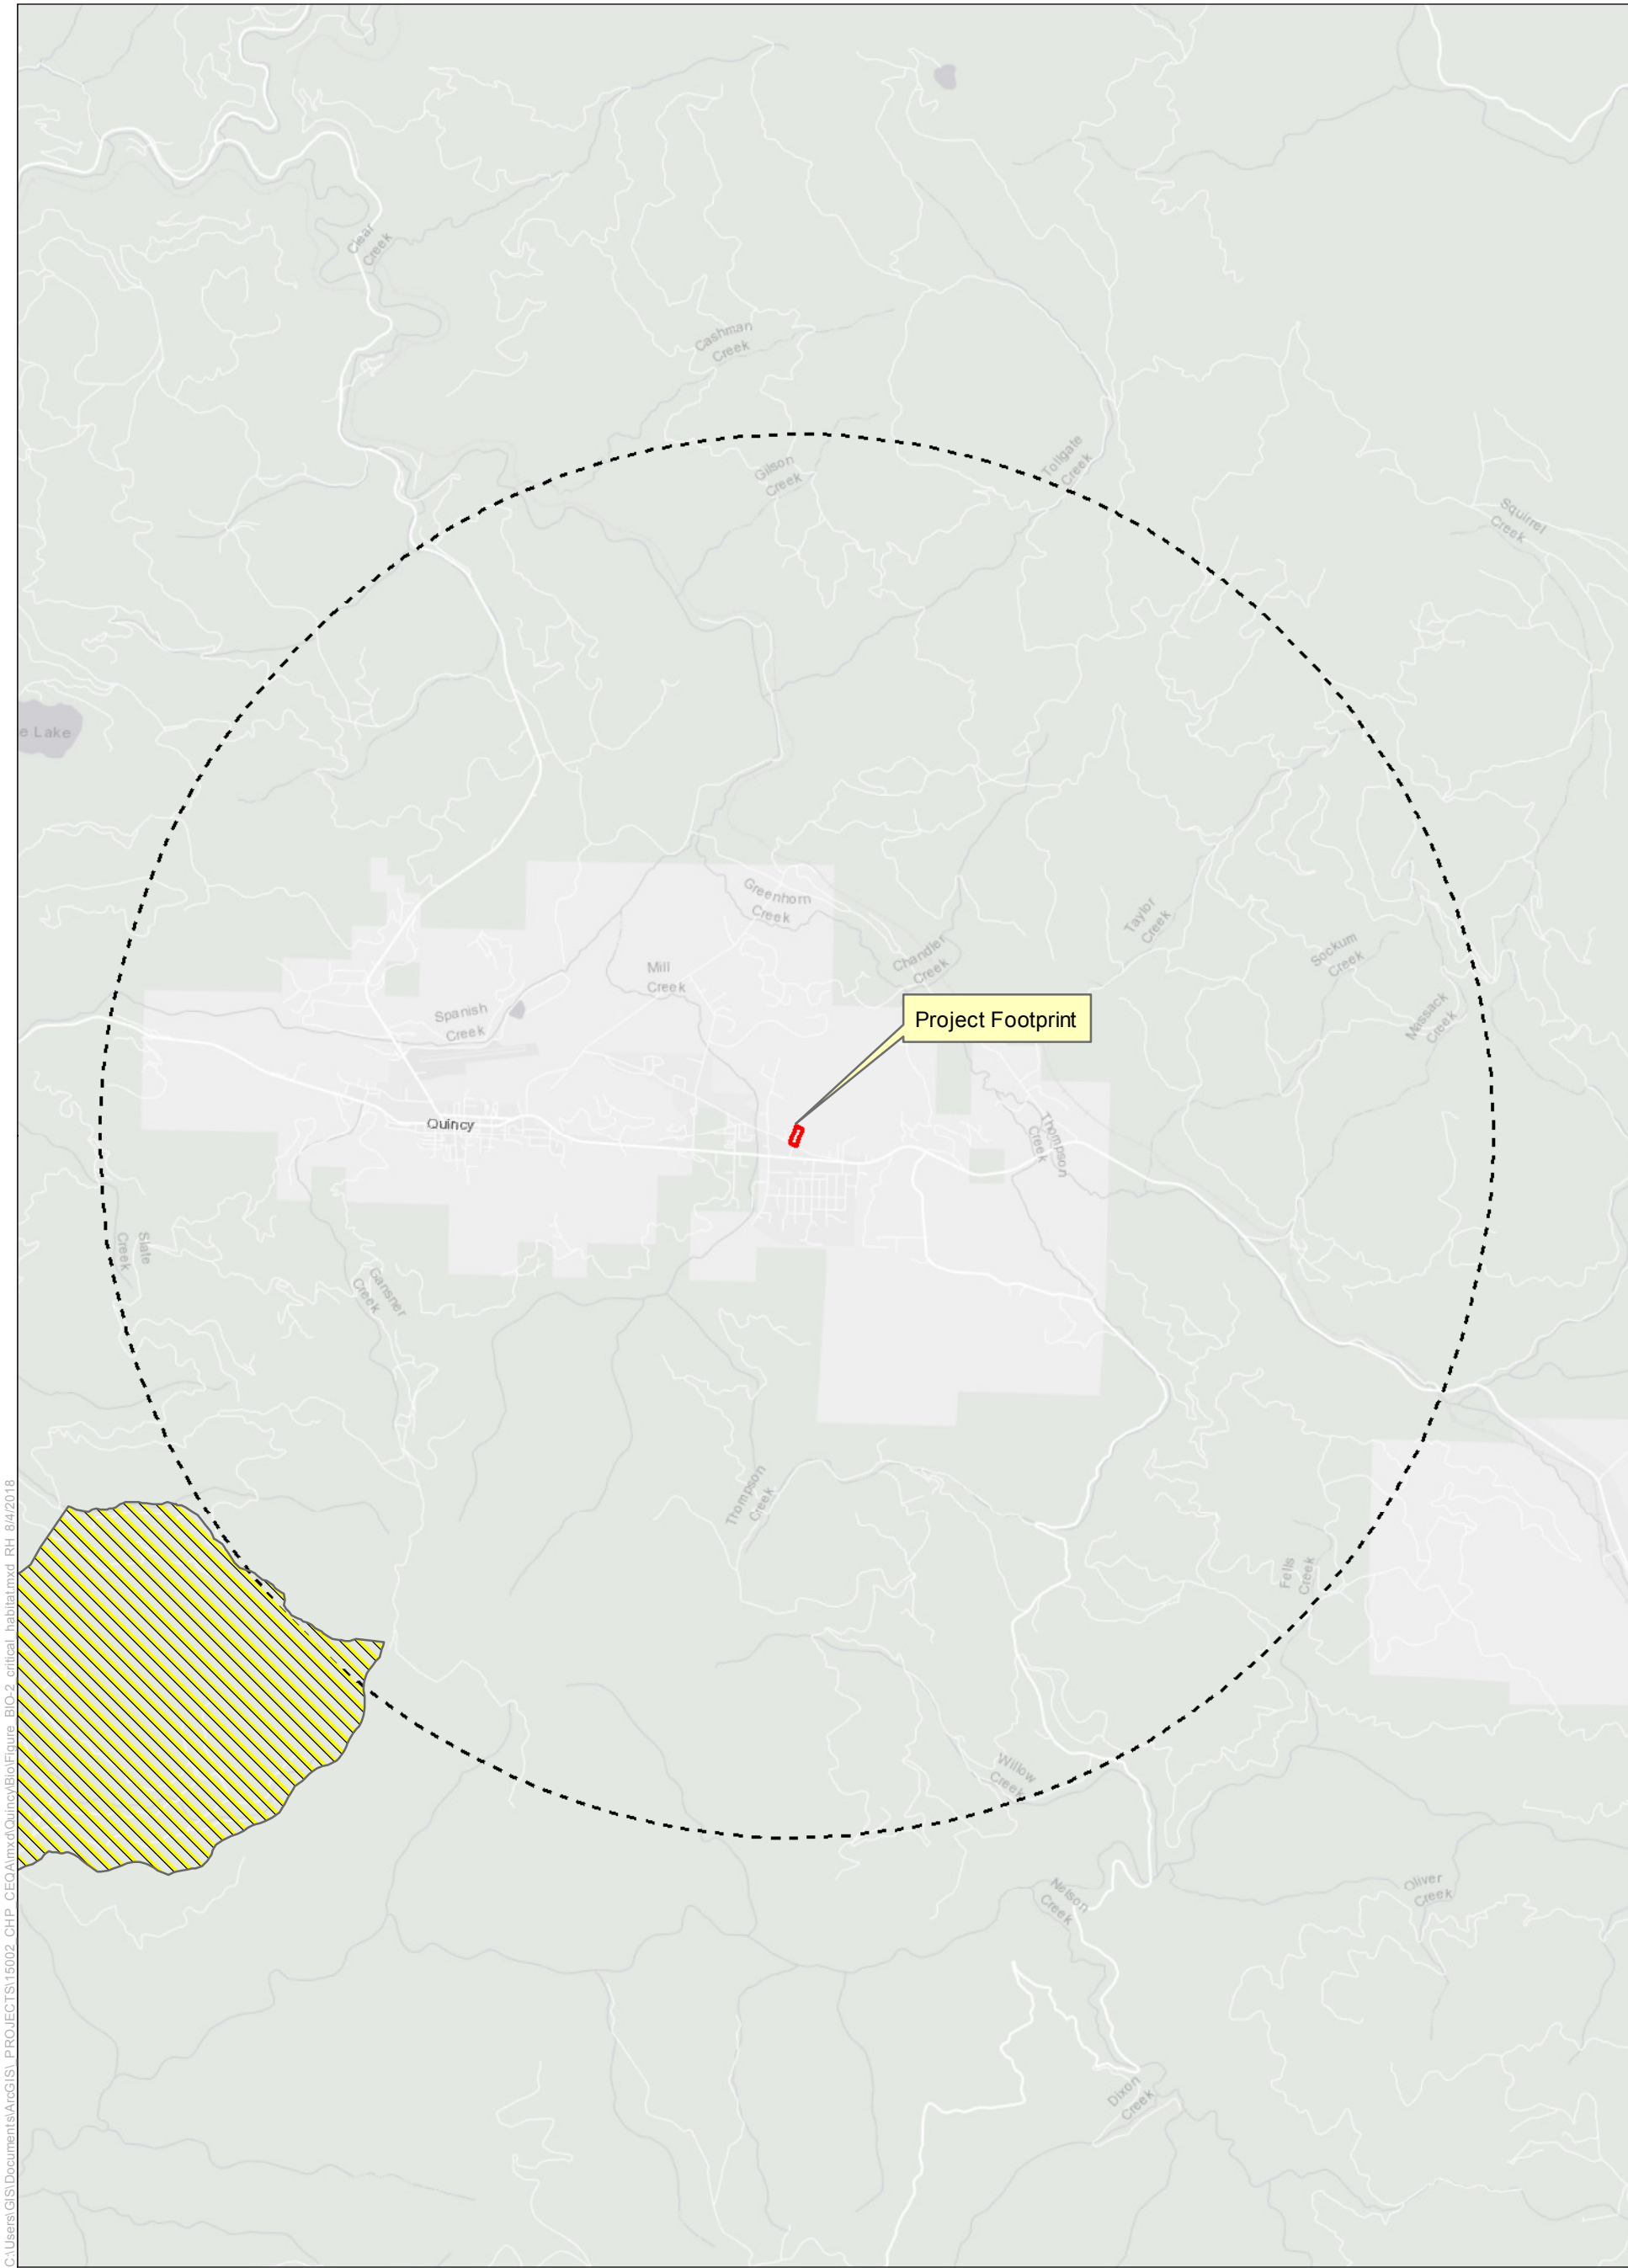 Clear
Creek
Cashman
Creek
Gilson
Creek
Tollgate
Creek
Squirrel
Creek
e Lake
Greenhorn
Creek
Chandler
Creek
Taylor
Creek
Sockum
Creek
Mill
Creek
Spanish
Creek
Massack
Creek
Project Footprint
Quincy
Thompson
Creek
Slate
Creek
Gansner
Creek
Thompson
Creek
Fells
Creek
Willow
Creek
Nelson
Creek
Oliver
Creek
Dixon
Creek
C:\Users\GIS\Documents\ArcGIS\_PROJECTS\15002_CHP_CEQA\mxd\Quincy\Bio\Figure_BIO-2_critical_habitat.mxd RH 8/4/2018